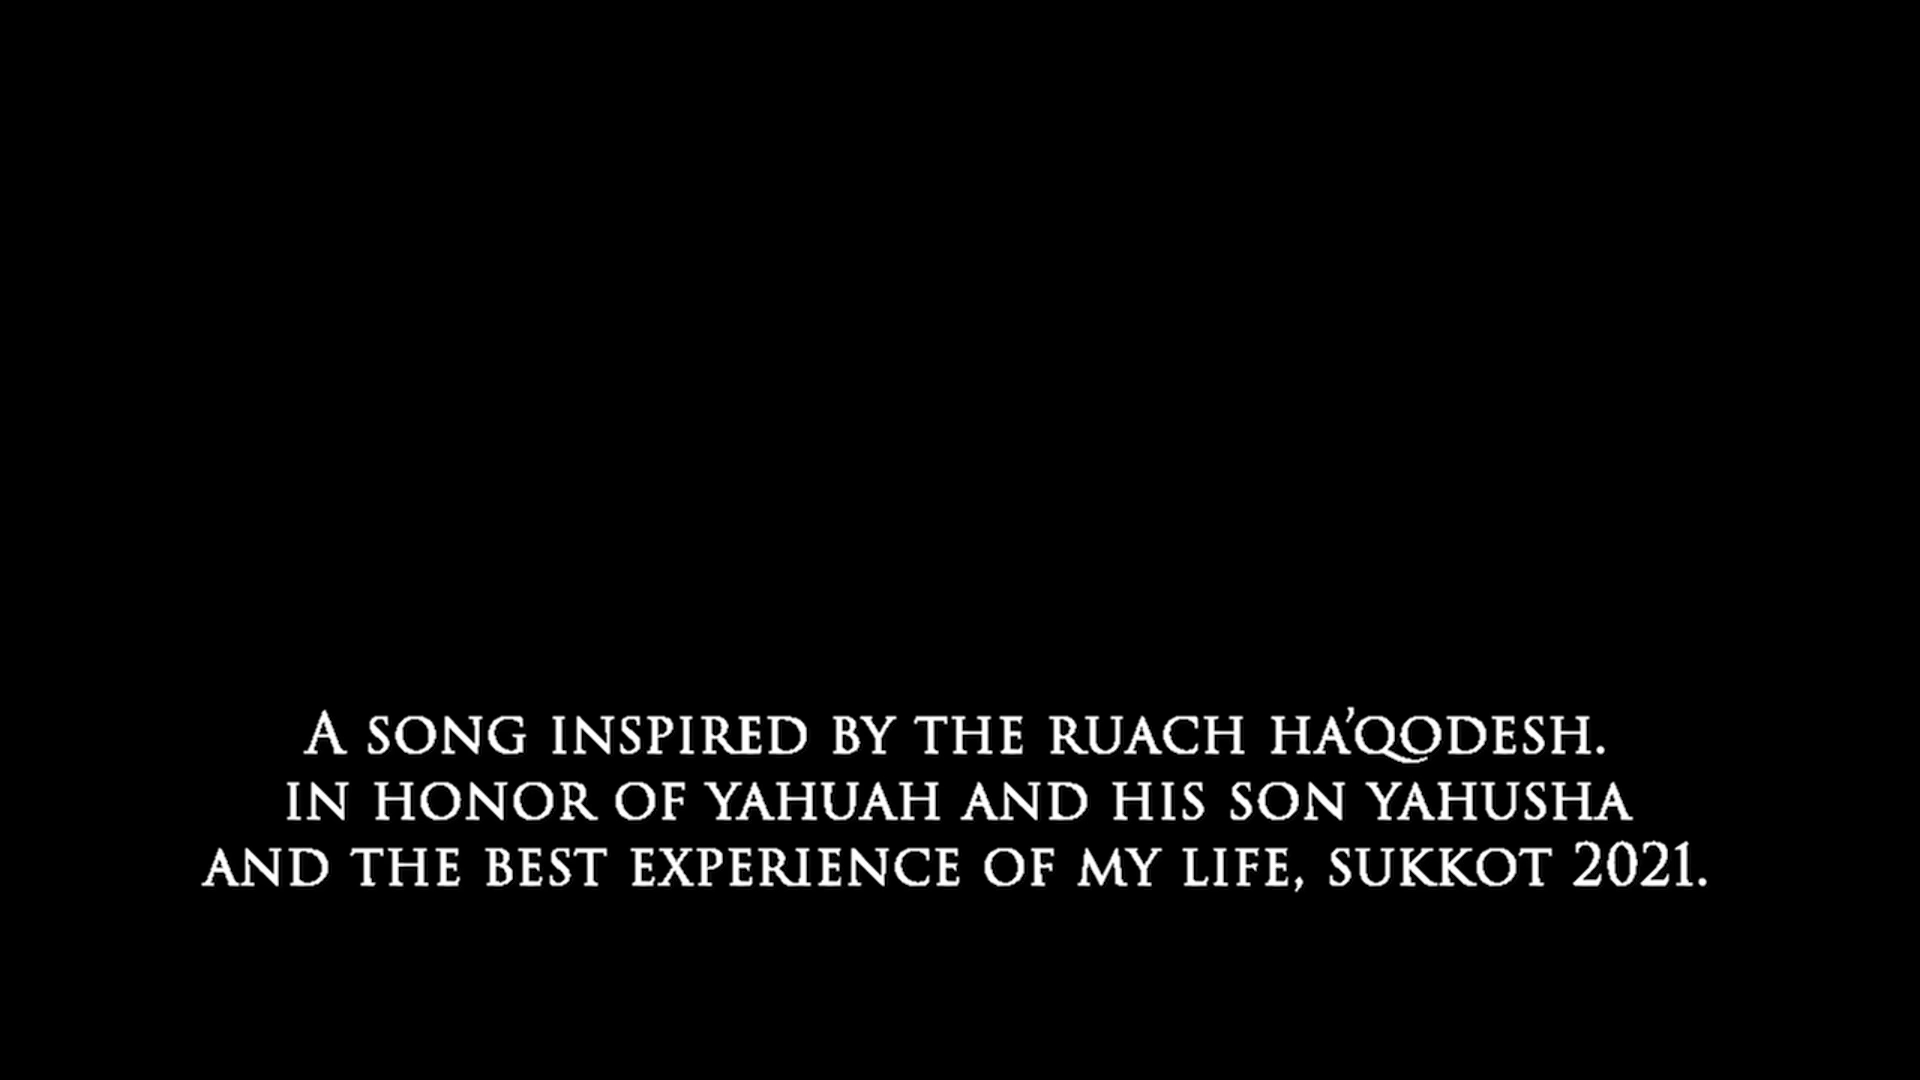 A SONG INSPIRED BY THE RUACH HA’QODESH.
IN HONOR OF YAHUAH AND HIS SON YAHUSHA
AND THE BEST EXPERIENCE OF MY LIFE, SUKKOT 2021.